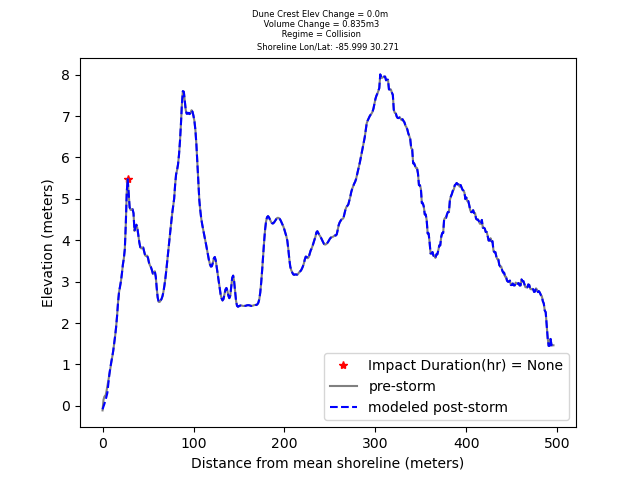 Dune Crest Elev Change = 0.0m
Volume Change = 0.835m3
Regime = Collision
Shoreline Lon/Lat: -85.999 30.271
8
7
6
5
4
3
2
1
0
Elevation (meters)
Impact Duration(hr) = None
pre-storm
modeled post-storm
0 100 200 300 400 500
Distance from mean shoreline (meters)